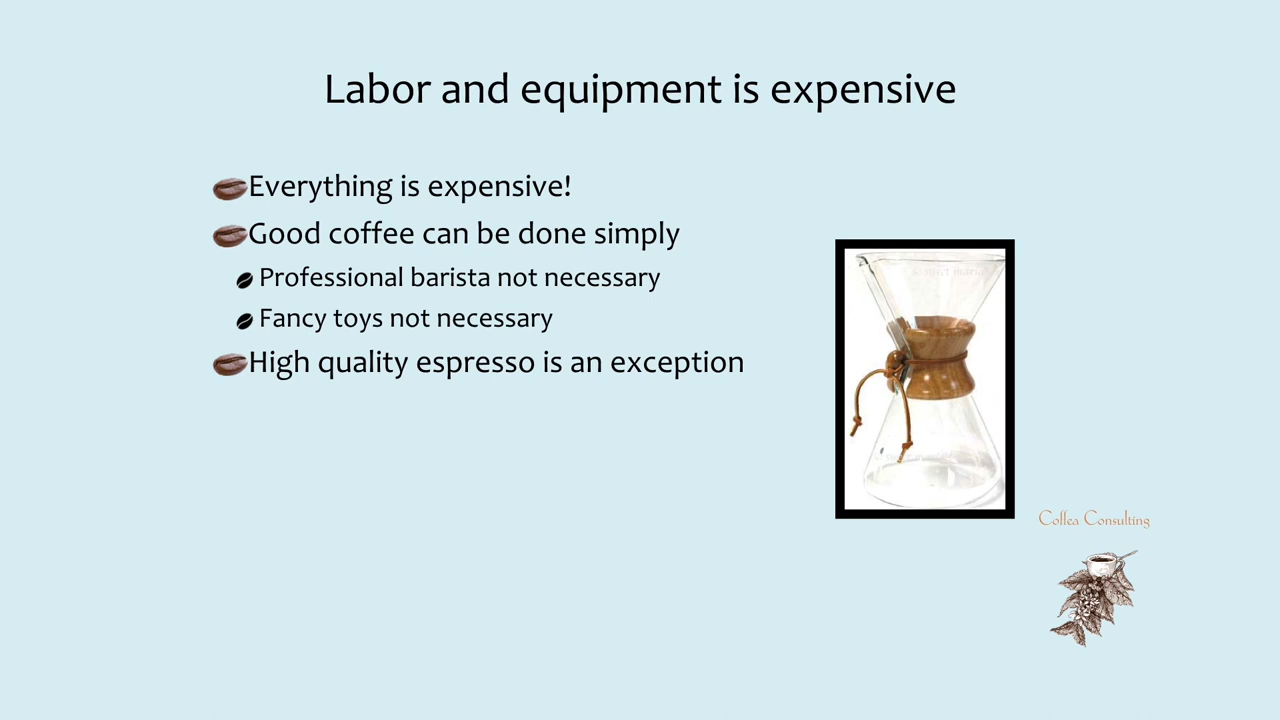 Labor and equipment is expensive
Everything is expensive!
Good coffee can be done simply
Professional barista not necessary
Fancy toys not necessary
High quality espresso is an exception
Coffea Consulting